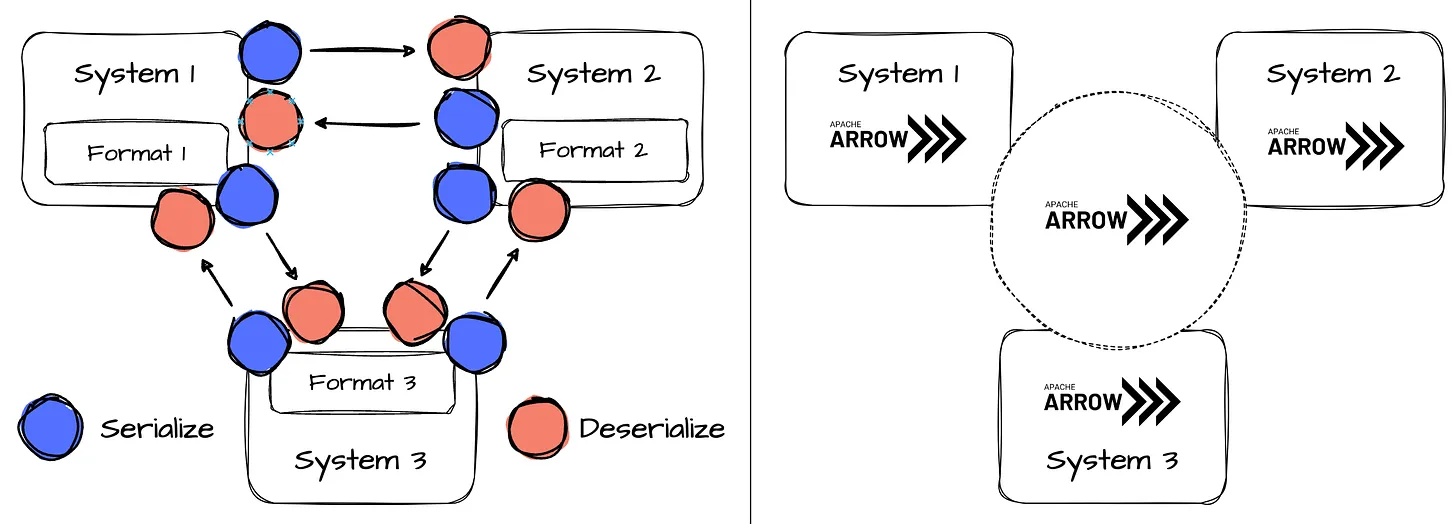 System 1
System 2
Format 1
Format 2
Format 3
Serialize
Deserialize
System 3
System 1
System 2
APACHE
ARROW
APACHE
ARROW
APACHE
ARROW
APACHE
ARROW
System 3